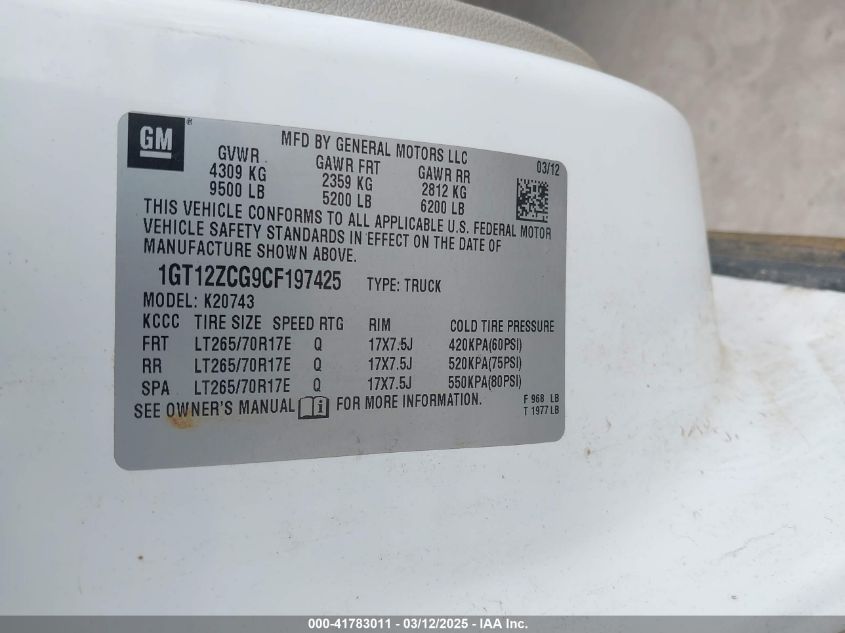 GM ®
MFD BY GENERAL MOTORS LLC
GVWR GAWR FRT GAWR RR 03/12
4309 KG 2359 KG 2812 KG
9500 LB 5200 LB 6200 LB
THIS VEHICLE CONFORMS TO ALL APPLICABLE U.S. FEDERAL MOTOR
VEHICLE SAFETY STANDARDS IN EFFECT ON THE DATE OF
MANUFACTURE SHOWN ABOVE.
1GT12ZCG9CF197425 TYPE: TRUCK
MODEL: K20743
KCCC TIRE SIZE SPEED RTG RIM COLD TIRE PRESSURE
FRT LT265/70R17E Q 17X7.5J 420KPA(60PSI)
RR LT265/70R17E Q 17X7.5J 520KPA(75PSI)
SPA LT265/70R17E Q 17X7.5J 550KPA(80PSI)
SEE OWNER'S MANUAL i FOR MORE INFORMATION.
F 968 LB
T 1977 LB
000-41783011 - 03/12/2025 - IAA, Inc.